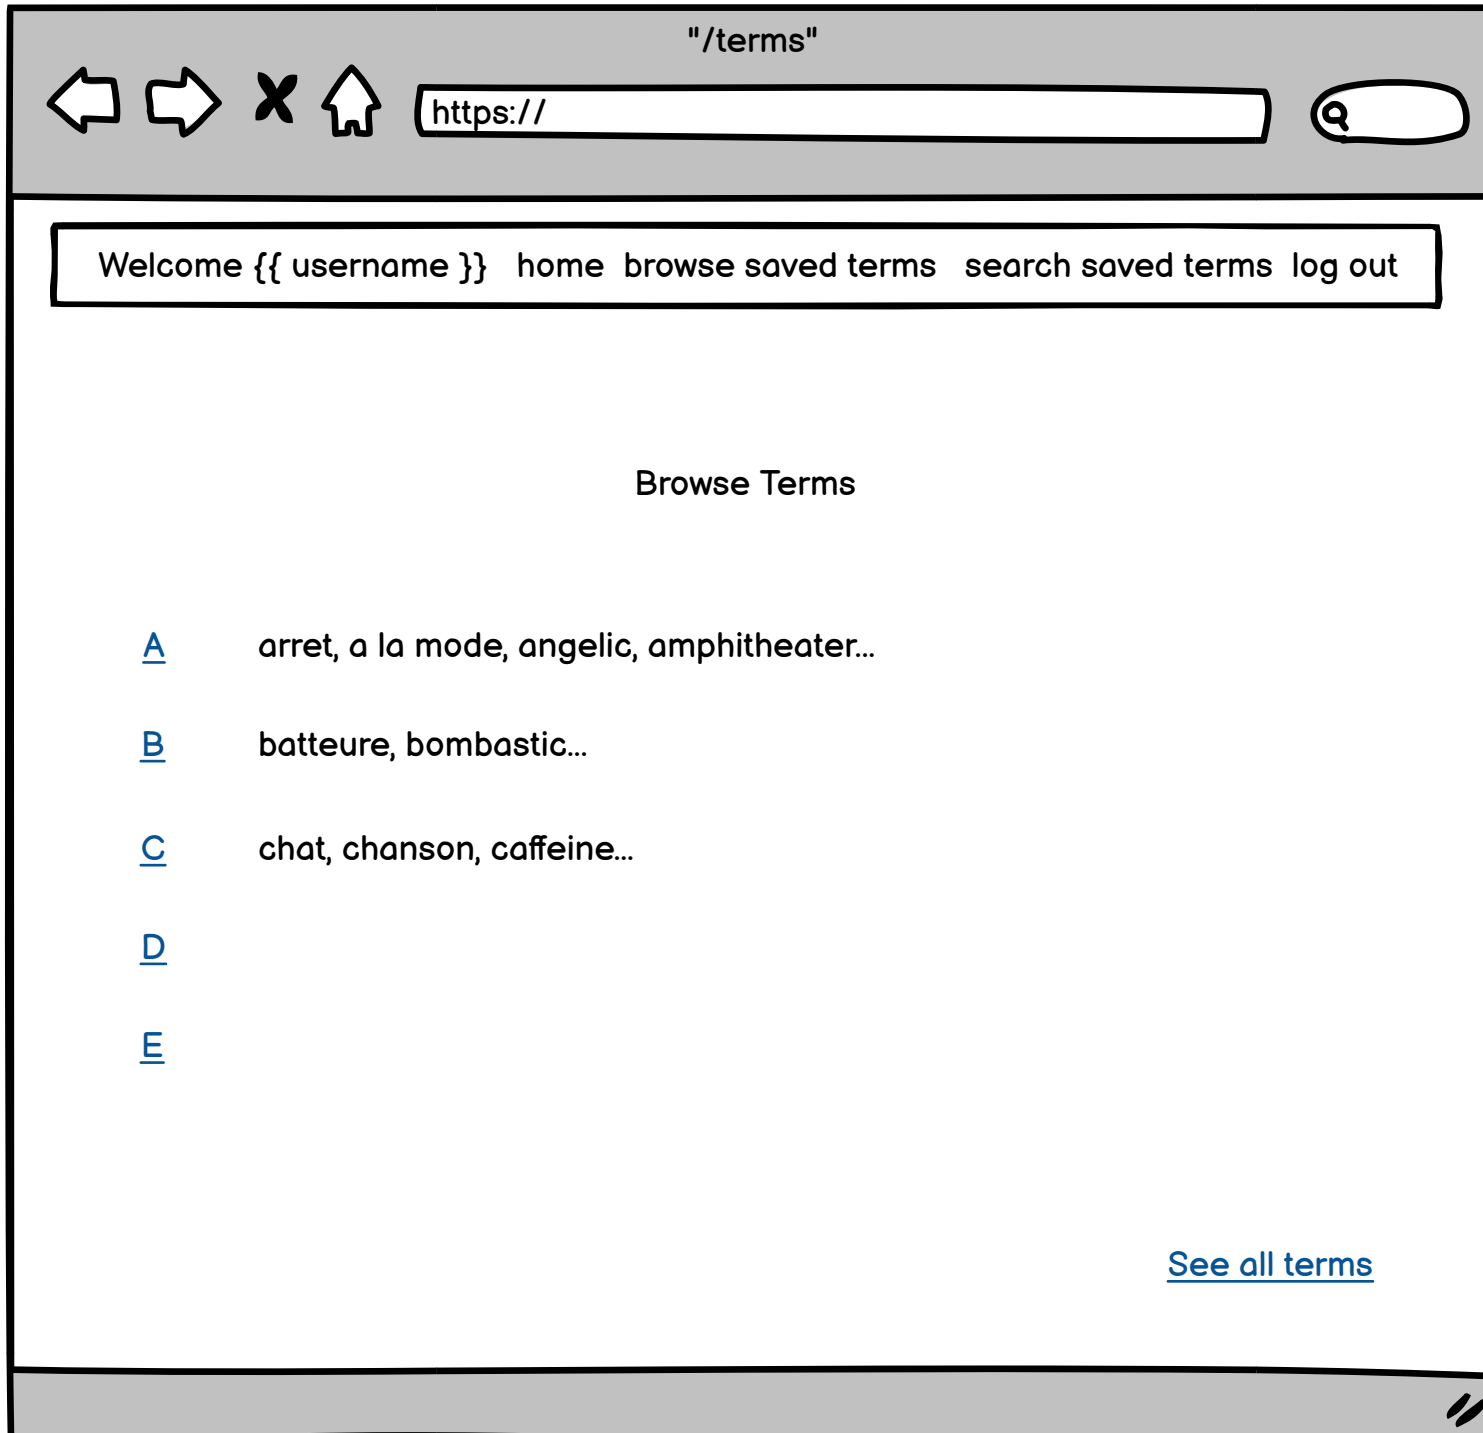 "/terms"
https://
Welcome {{ username }} home browse saved terms search saved terms log out
Browse Terms
A arret, a la mode, angelic, amphitheater...
B batteure, bombastic...
C chat, chanson, caffeine...
D
E
See all terms